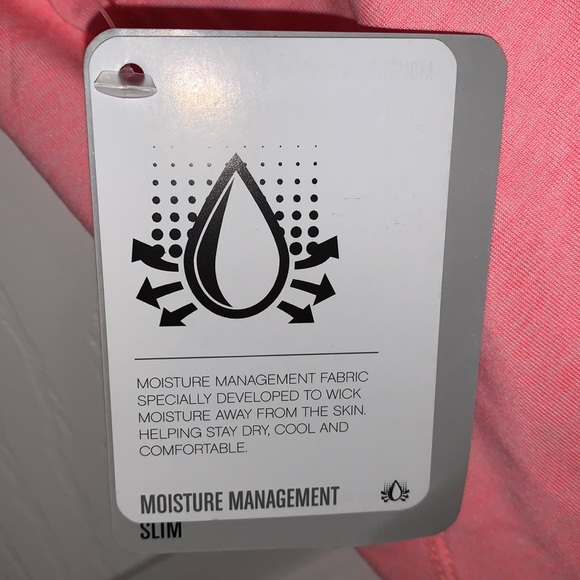 MOISTURE MANAGEMENT FABRIC
SPECIALLY DEVELOPED TO WICK
MOISTURE AWAY FROM THE SKIN.
HELPING STAY DRY, COOL AND
COMFORTABLE.
MOISTURE MANAGEMENT
SLIM